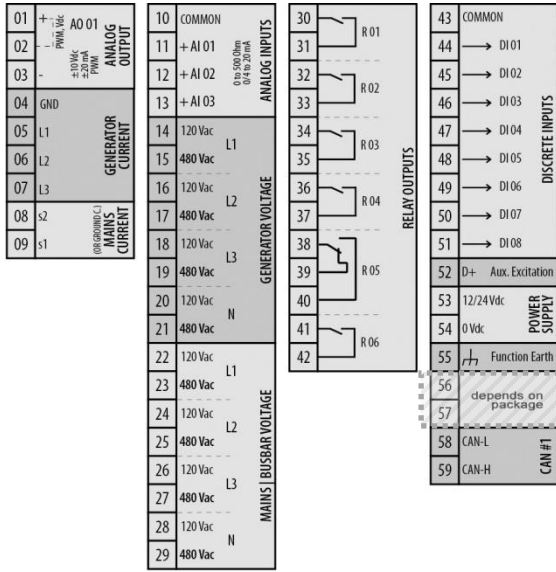 01 + PWM, Vdc AO 01
02
03 - ±10 Vdc ±20 mA PWM
ANALOG OUTPUT
04 GND
05 L1
06 L2
07 L3
GENERATOR CURRENT
08 s2
09 s1
(OR GROUND C.) MAINS CURRENT
10 COMMON
11 + AI 01
12 + AI 02
13 + AI 03
0 to 500 Ohm
0/4 to 20 mA
ANALOG INPUTS
14 120 Vac
15 480 Vac
L1
16 120 Vac
17 480 Vac
L2
18 120 Vac
19 480 Vac
L3
20 120 Vac
21 480 Vac
N
GENERATOR VOLTAGE
22 120 Vac
23 480 Vac
L1
24 120 Vac
25 480 Vac
L2
26 120 Vac
27 480 Vac
L3
28 120 Vac
29 480 Vac
N
MAINS | BUSBAR VOLTAGE
30
31
R 01
32
33
R 02
34
35
R 03
36
37
R 04
38
39
40
R 05
41
42
R 06
RELAY OUTPUTS
43 COMMON
44 → DI 01
45 → DI 02
46 → DI 03
47 → DI 04
48 → DI 05
49 → DI 06
50 → DI 07
51 → DI 08
DISCRETE INPUTS
52 D+ Aux. Excitation
53 12/24 Vdc
54 0 Vdc
POWER SUPPLY
55 Function Earth
56
57
depends on package
58 CAN-L
59 CAN-H
CAN #1